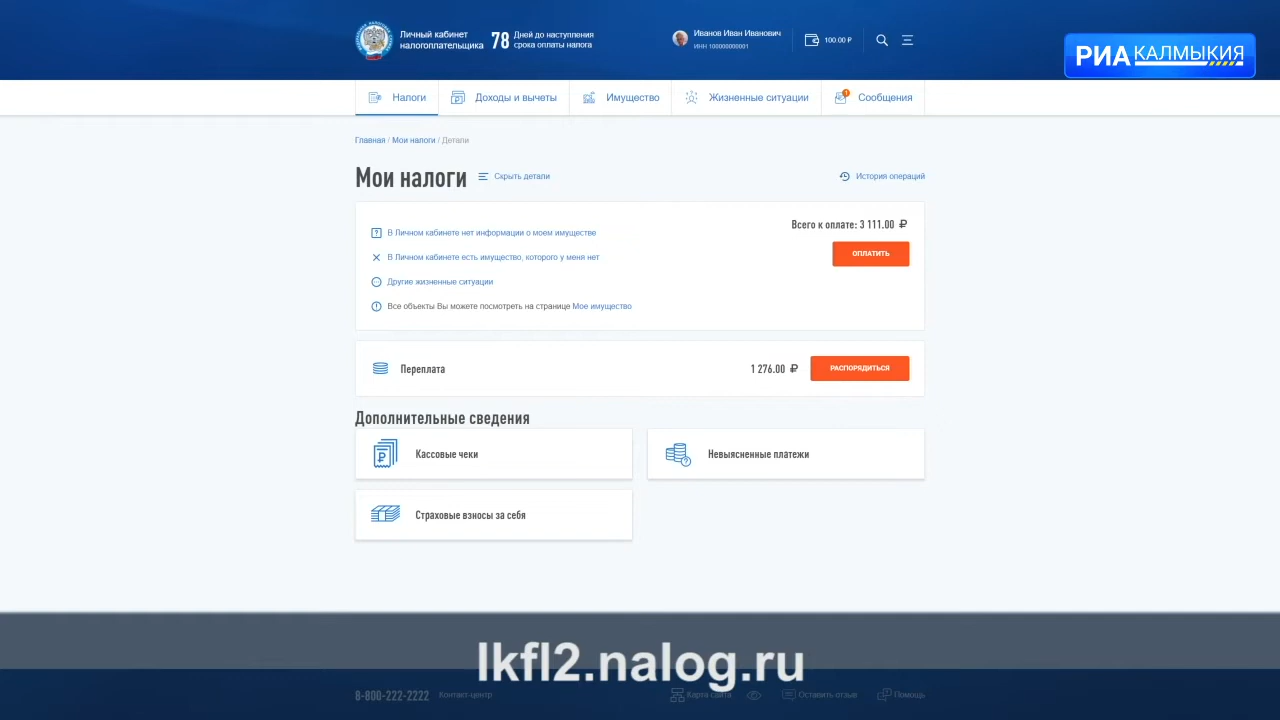 Личный кабинет
налогоплательщика
78
Дней до наступления
срока оплаты налога
Иванов Иван Иванович
ИНН 100000000001
100.00 ₽
РИА КАЛМЫКИЯ
Налоги
Доходы и вычеты
Имущество
Жизненные ситуации
1
Сообщения
Главная / Мои налоги / Детали
Мои налоги
Скрыть детали
История операций
В Личном кабинете нет информации о моем имуществе
Всего к оплате: 3 111.00 ₽
ОПЛАТИТЬ
В Личном кабинете есть имущество, которого у меня нет
Другие жизненные ситуации
Все объекты Вы можете посмотреть на странице Мое имущество
Переплата
1 276.00 ₽
РАСПОРЯДИТЬСЯ
Дополнительные сведения
Кассовые чеки
Невыясненные платежи
Страховые взносы за себя
lkfl2.nalog.ru
8-800-222-2222
Контакт-центр
Карта сайта
Оставить отзыв
Помощь